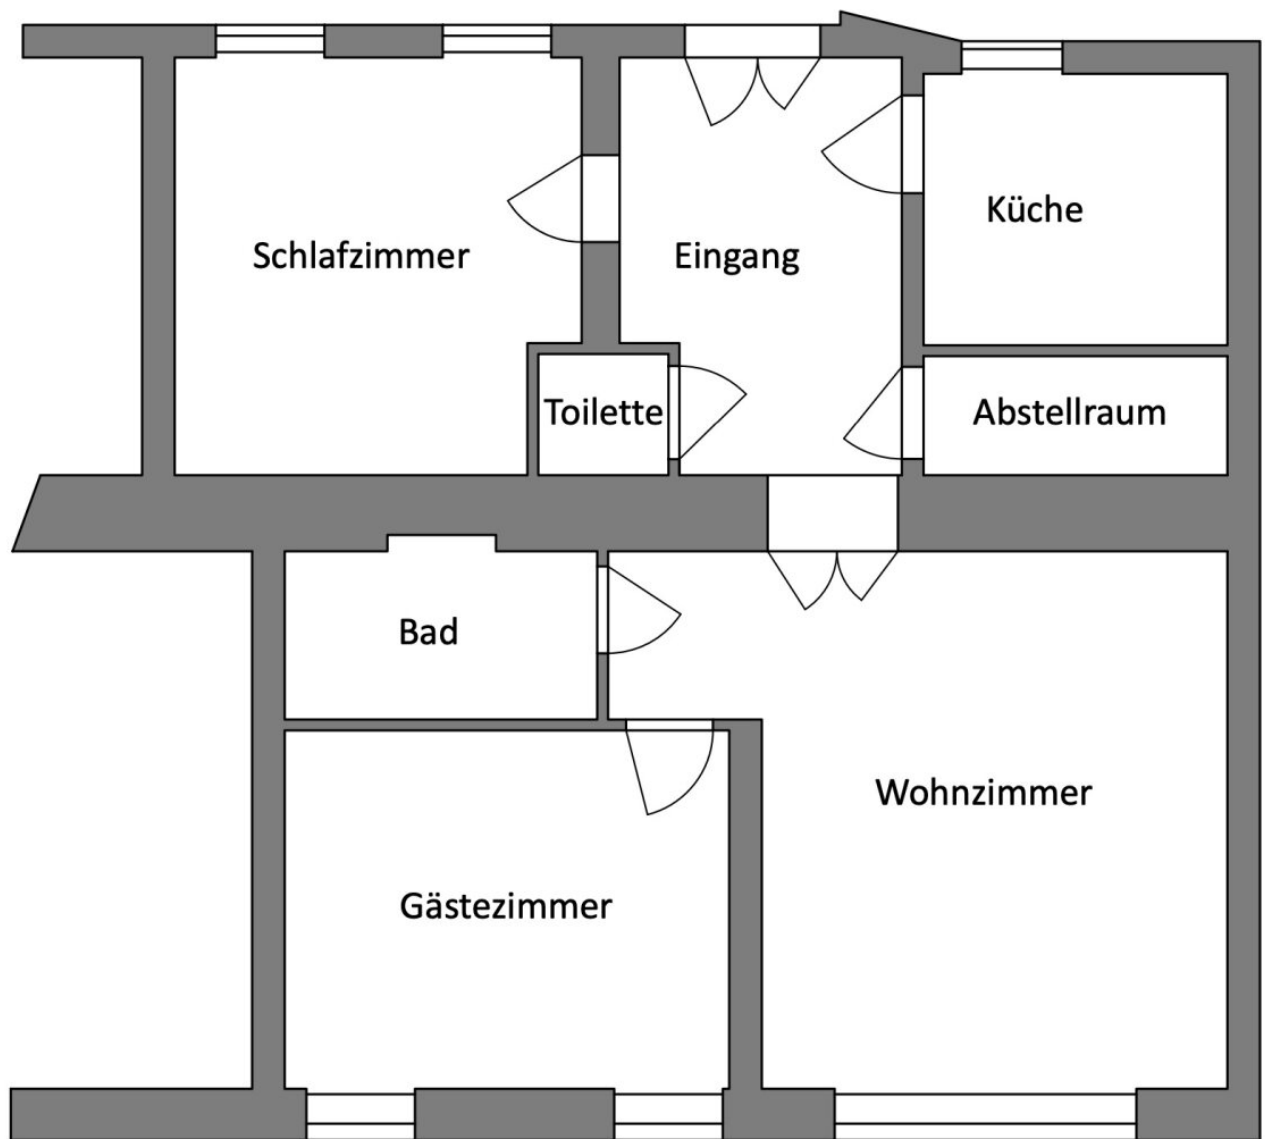 Küche
Schlafzimmer
Eingang
Toilette
Abstellraum
Bad
Wohnzimmer
Gästezimmer